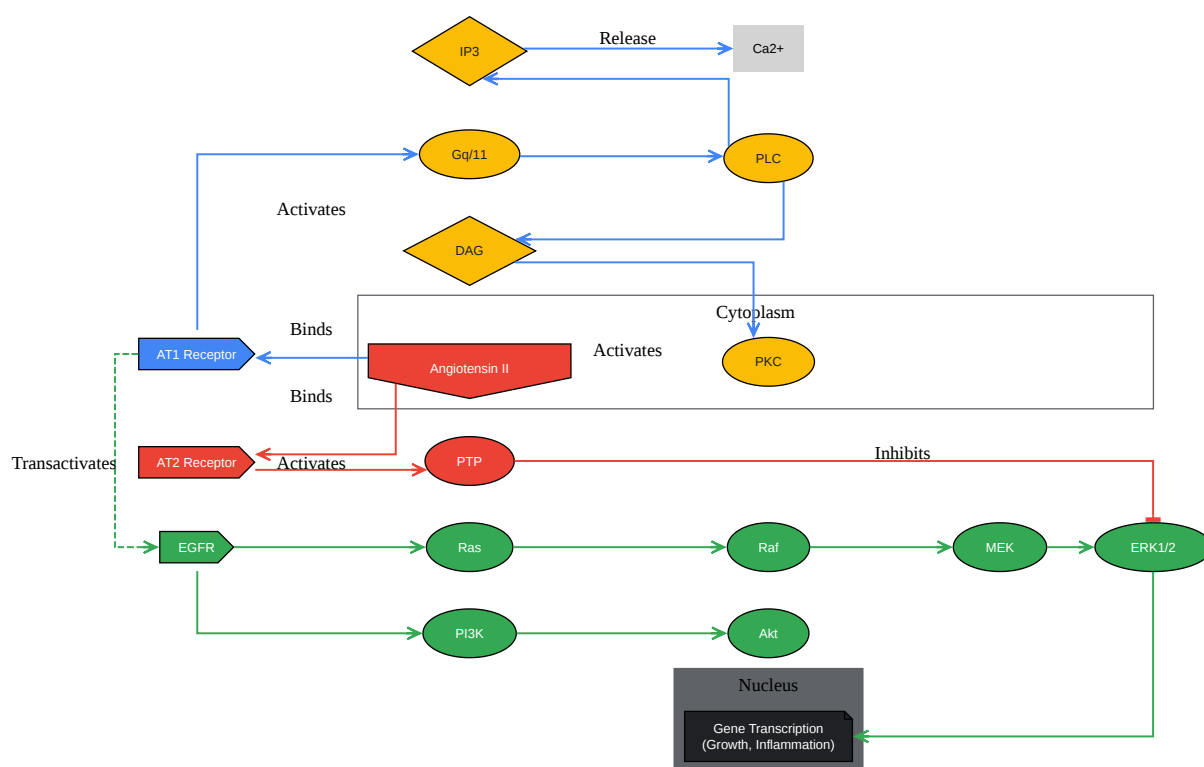 IP3
Release
Ca2+
Gq/11
PLC
Activates
DAG
Cytoplasm
Binds
AT1 Receptor
Angiotensin II
Activates
PKC
Binds
Transactivates
AT2 Receptor
Activates
PTP
Inhibits
EGFR
Ras
Raf
MEK
ERK1/2
PI3K
Akt
Nucleus
Gene Transcription
(Growth, Inflammation)